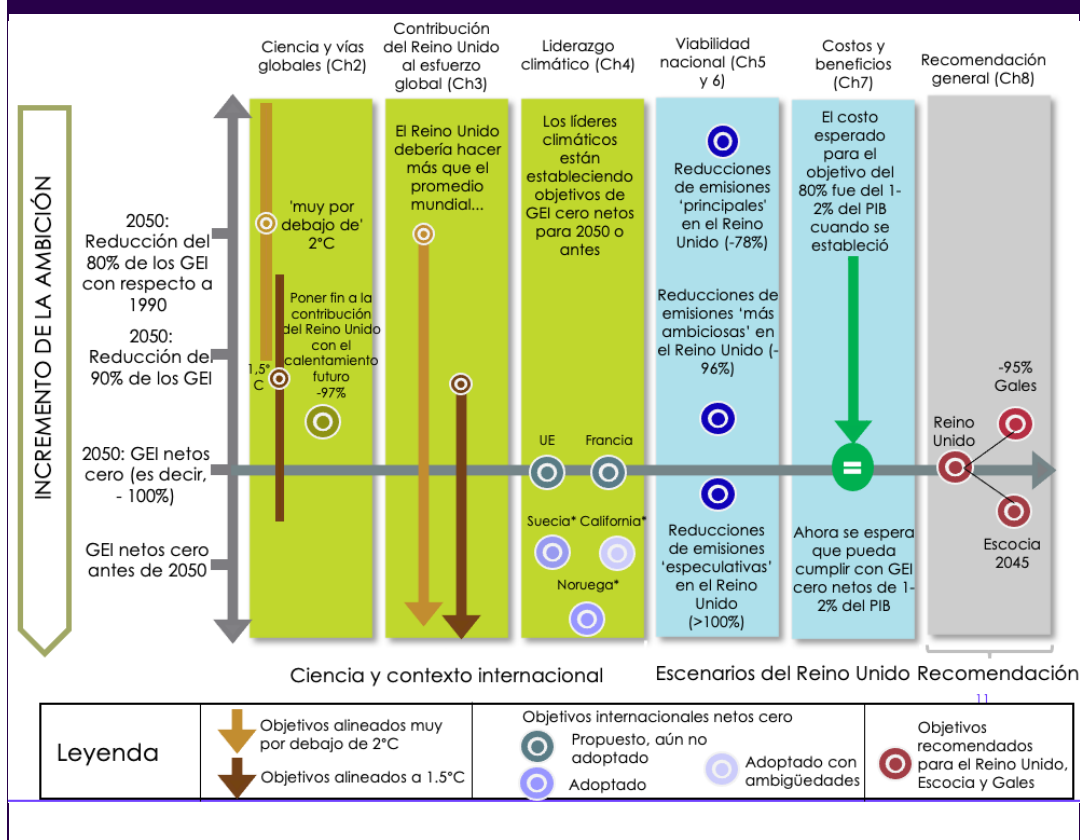 Ciencia y vías
globales (Ch2)
Contribución
del Reino Unido
al esfuerzo
global (Ch3)
Liderazgo
climático (Ch4)
Viabilidad
nacional (Ch5
y 6)
Costos y
beneficios
(Ch7)
Recomendación
general (Ch8)
INCREMENTO DE LA AMBICIÓN
2050:
Reducción del
80% de los GEI
con respecto a
1990
2050:
Reducción del
90% de los GEI
2050: GEI netos
cero (es decir,
- 100%)
GEI netos cero
antes de 2050
'muy por
debajo de'
2°C
Poner fin a la
contribución
del Reino Unido
con el
calentamiento
futuro
-97%
1,5°
C
El Reino Unido
debería hacer
más que el
promedio
mundial...
Los líderes
climáticos
están
estableciendo
objetivos de
GEI cero netos
para 2050 o
antes
UE
Francia
Suecia*
California*
Noruega*
Reducciones
de emisiones
‘principales’
en el Reino
Unido (-78%)
Reducciones de
emisiones ‘más
ambiciosas’ en
el Reino Unido (-
96%)
Reducciones
de emisiones
‘especulativas’
en el Reino
Unido
(>100%)
El costo
esperado
para el
objetivo del
80% fue del 1-
2% del PIB
cuando se
estableció
=
Ahora se espera
que pueda
cumplir con GEI
cero netos de 1-
2% del PIB
-95%
Gales
Reino
Unido
Escocia
2045
Ciencia y contexto internacional
Escenarios del Reino Unido
Recomendación
11
Leyenda
Objetivos alineados muy
por debajo de 2°C
Objetivos alineados a 1.5°C
Objetivos internacionales netos cero
Propuesto, aún no
adoptado
Adoptado
Adoptado con
ambigüedades
Objetivos
recomendados
para el Reino Unido,
Escocia y Gales